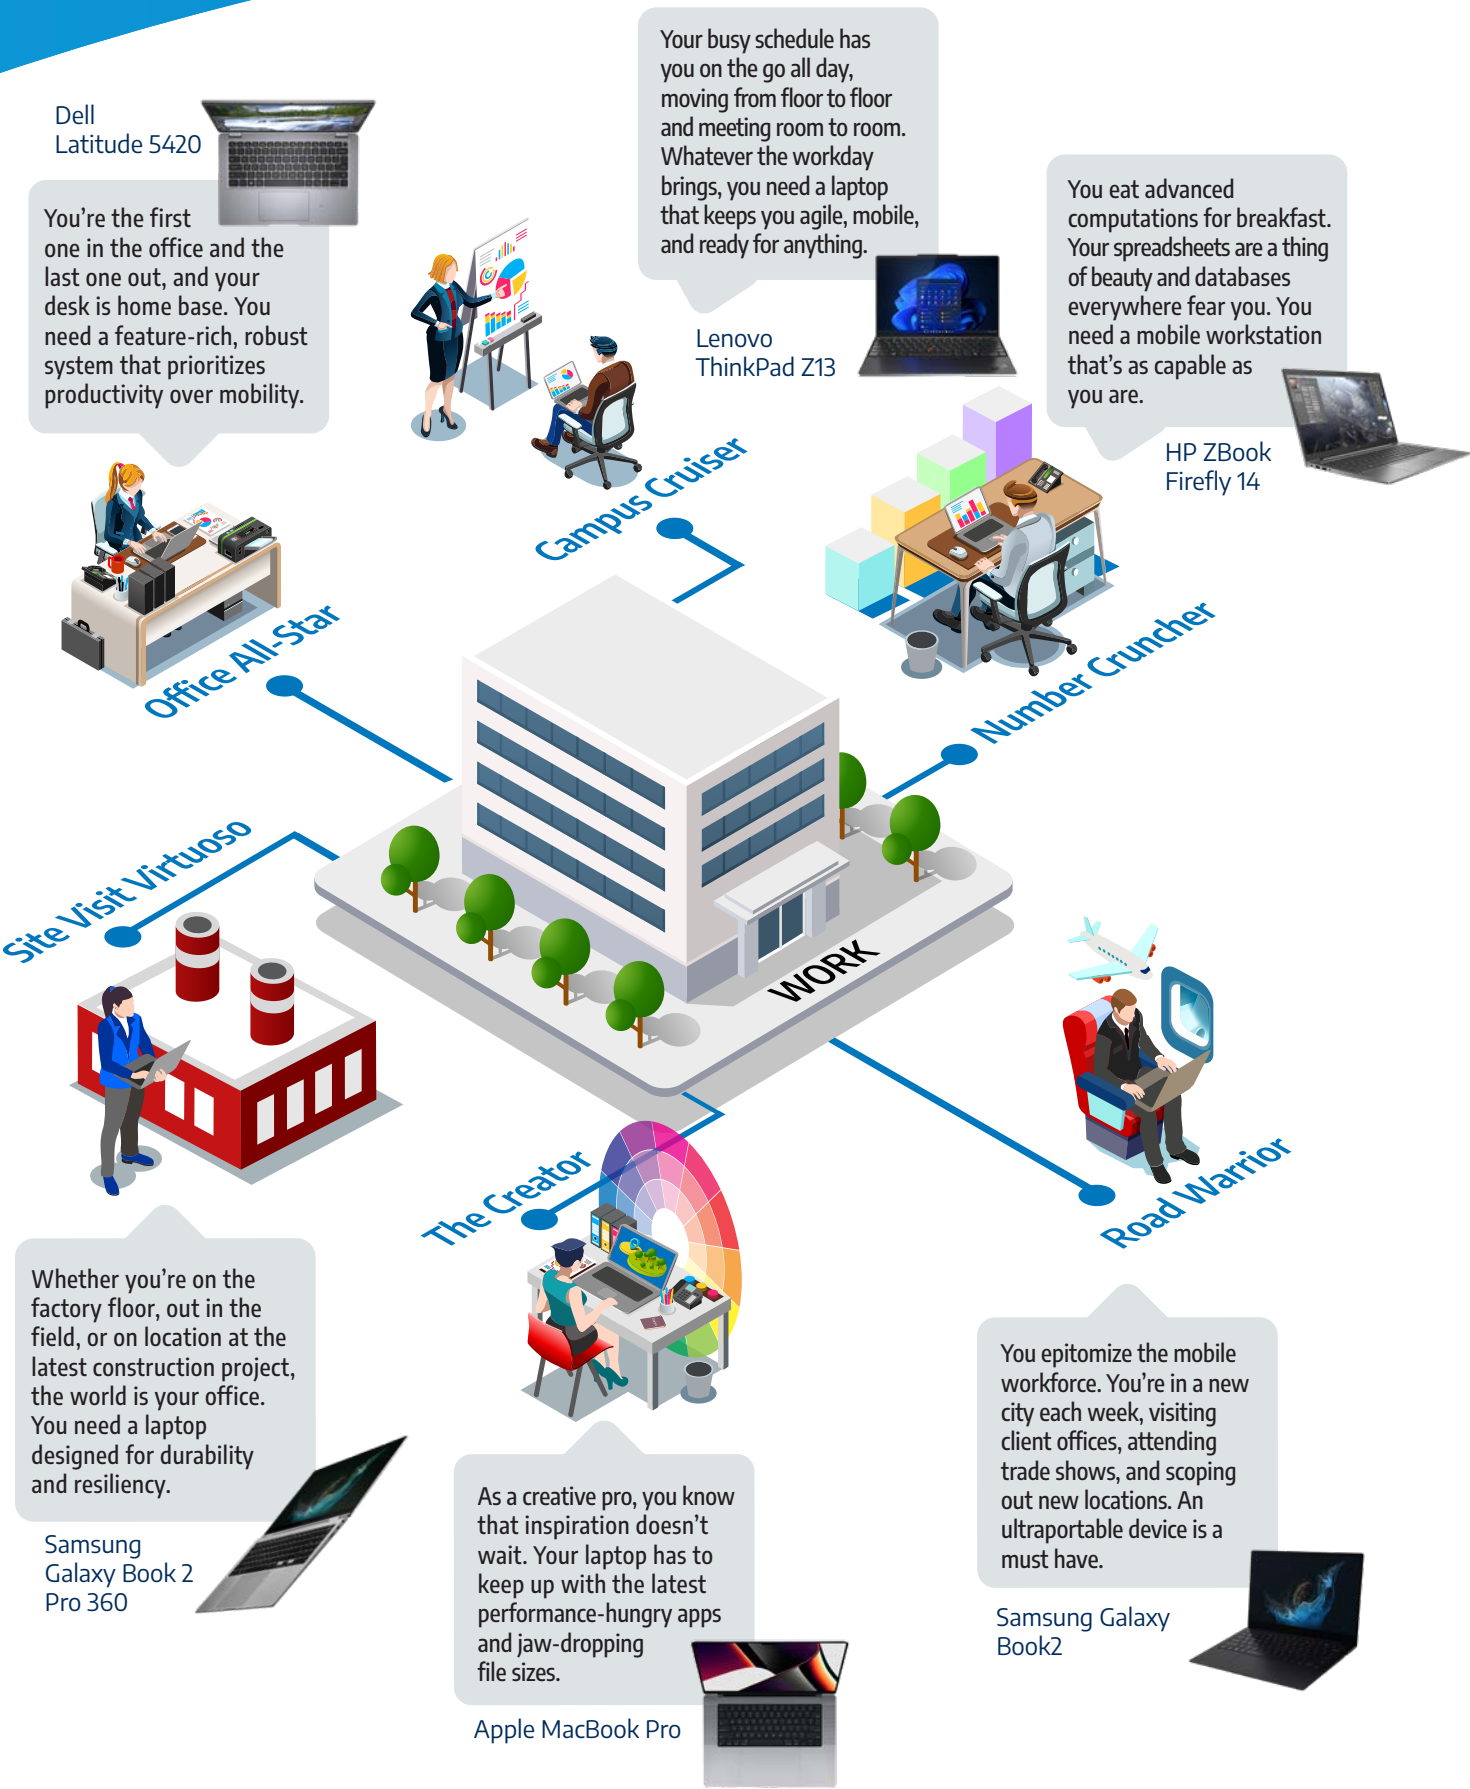 Dell
Latitude 5420
You're the first
one in the office and the
last one out, and your
desk is home base. You
need a feature-rich, robust
system that prioritizes
productivity over mobility.
Office All-Star
Your busy schedule has
you on the go all day,
moving from floor to floor
and meeting room to room.
Whatever the workday
brings, you need a laptop
that keeps you agile, mobile,
and ready for anything.
Lenovo
ThinkPad Z13
Campus Cruiser
You eat advanced
computations for breakfast.
Your spreadsheets are a thing
of beauty and databases
everywhere fear you. You
need a mobile workstation
that's as capable as
you are.
HP ZBook
Firefly 14
Number Cruncher
WORK
Site Visit Virtuoso
Whether you're on the
factory floor, out in the
field, or on location at the
latest construction project,
the world is your office.
You need a laptop
designed for durability
and resiliency.
Samsung
Galaxy Book 2
Pro 360
The Creator
As a creative pro, you know
that inspiration doesn't
wait. Your laptop has to
keep up with the latest
performance-hungry apps
and jaw-dropping
file sizes.
Apple MacBook Pro
Road Warrior
You epitomize the mobile
workforce. You're in a new
city each week, visiting
client offices, attending
trade shows, and scoping
out new locations. An
ultraportable device is a
must have.
Samsung Galaxy
Book2